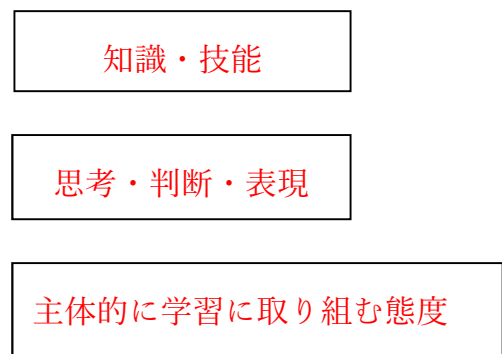 知識・技能
思考・判断・表現
主体的に学習に取り組む態度